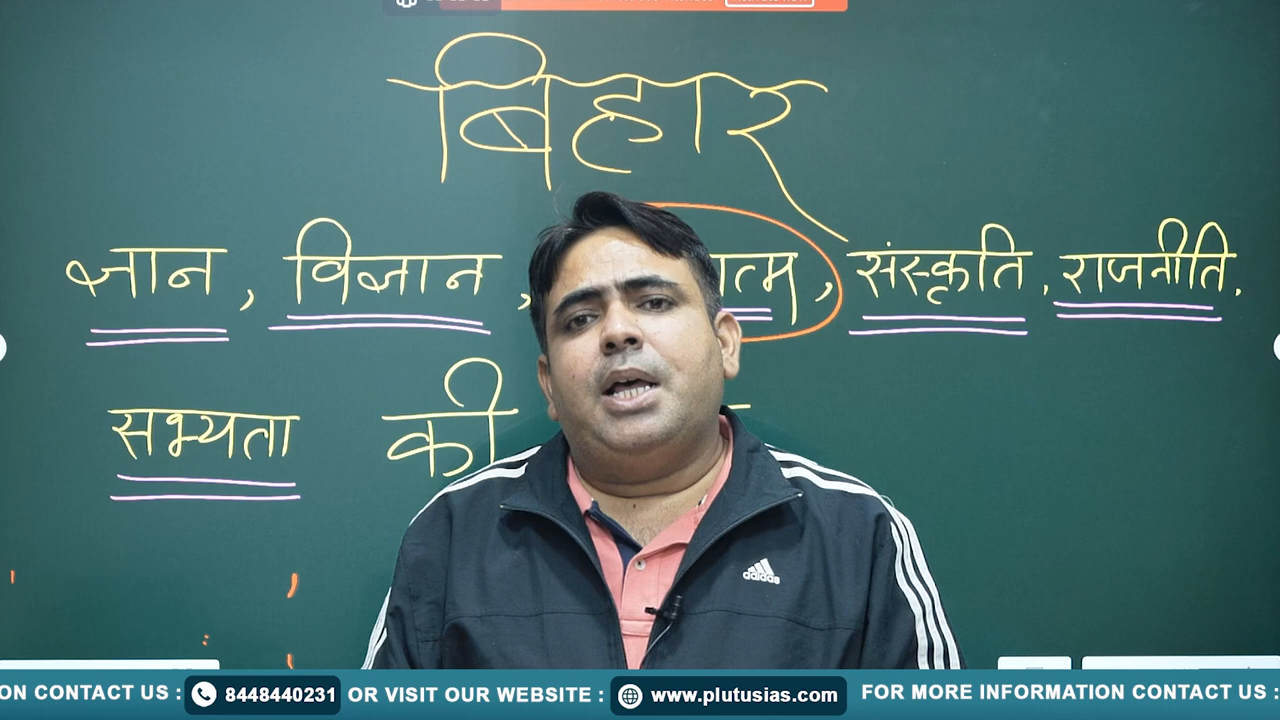 बिहार
ज्ञान, विज्ञान, संस्कृति, राजनीति.
सभ्यता की
adidas
ON CONTACT US : 8448440231 OR VISIT OUR WEBSITE : www.plutusias.com FOR MORE INFORMATION CONTACT US :